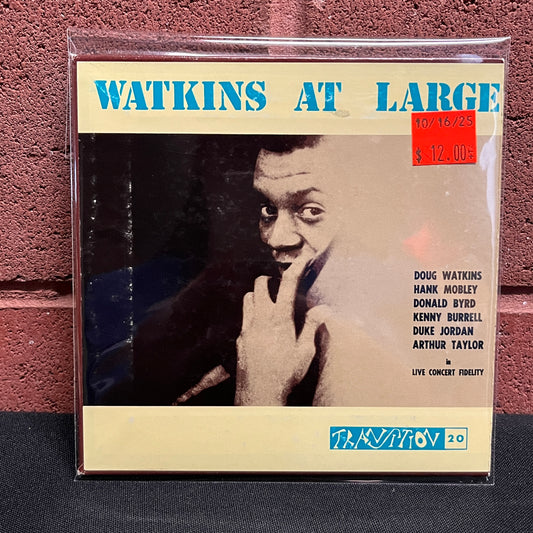 WATKINS AT LARGE
10/16/25
$ 12.00
DOUG WATKINS
HANK MOBLEY
DONALD BYRD
KENNY BURRELL
DUKE JORDAN
ARTHUR TAYLOR
in
LIVE CONCERT FIDELITY
TRANSITION 20